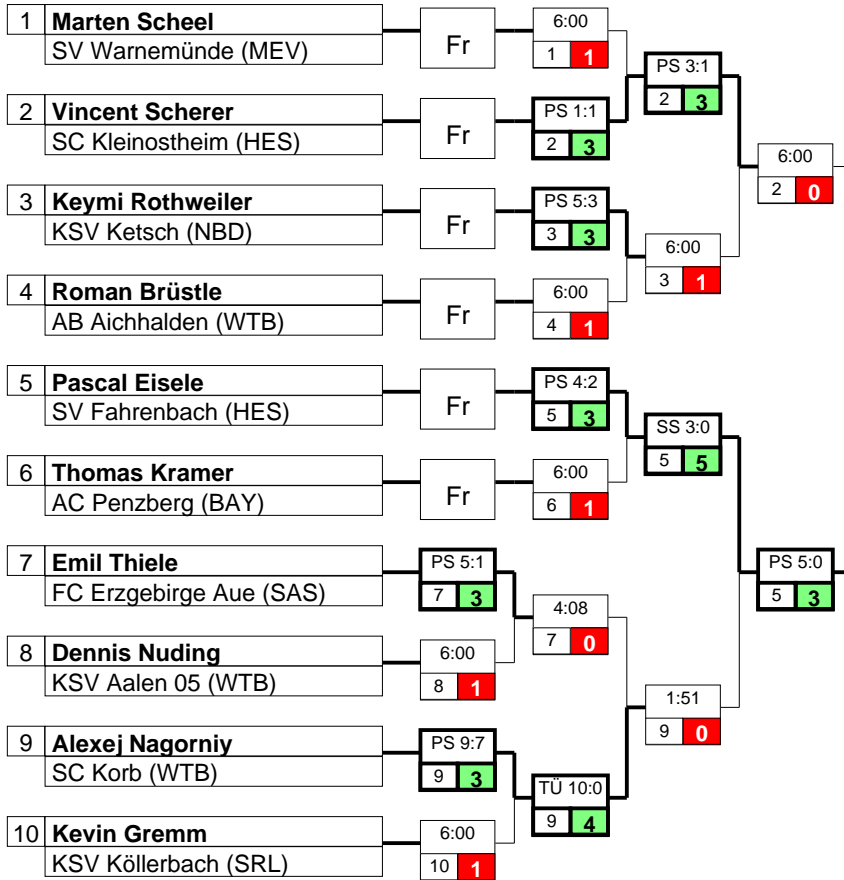 1 Marten Scheel
SV Warnemünde (MEV)
Fr
6:00
1 1
PS 3:1
2 3
2 Vincent Scherer
SC Kleinostheim (HES)
Fr
PS 1:1
2 3
6:00
2 0
3 Keymi Rothweiler
KSV Ketsch (NBD)
Fr
PS 5:3
3 3
6:00
3 1
4 Roman Brüstle
AB Aichhalden (WTB)
Fr
6:00
4 1
5 Pascal Eisele
SV Fahrenbach (HES)
Fr
PS 4:2
5 3
SS 3:0
5 5
6 Thomas Kramer
AC Penzberg (BAY)
Fr
6:00
6 1
7 Emil Thiele
FC Erzgebirge Aue (SAS)
PS 5:1
7 3
4:08
7 0
PS 5:0
5 3
8 Dennis Nuding
KSV Aalen 05 (WTB)
6:00
8 1
1:51
9 0
9 Alexej Nagorniy
SC Korb (WTB)
PS 9:7
9 3
TÜ 10:0
9 4
10 Kevin Gremm
KSV Köllerbach (SRL)
6:00
10 1